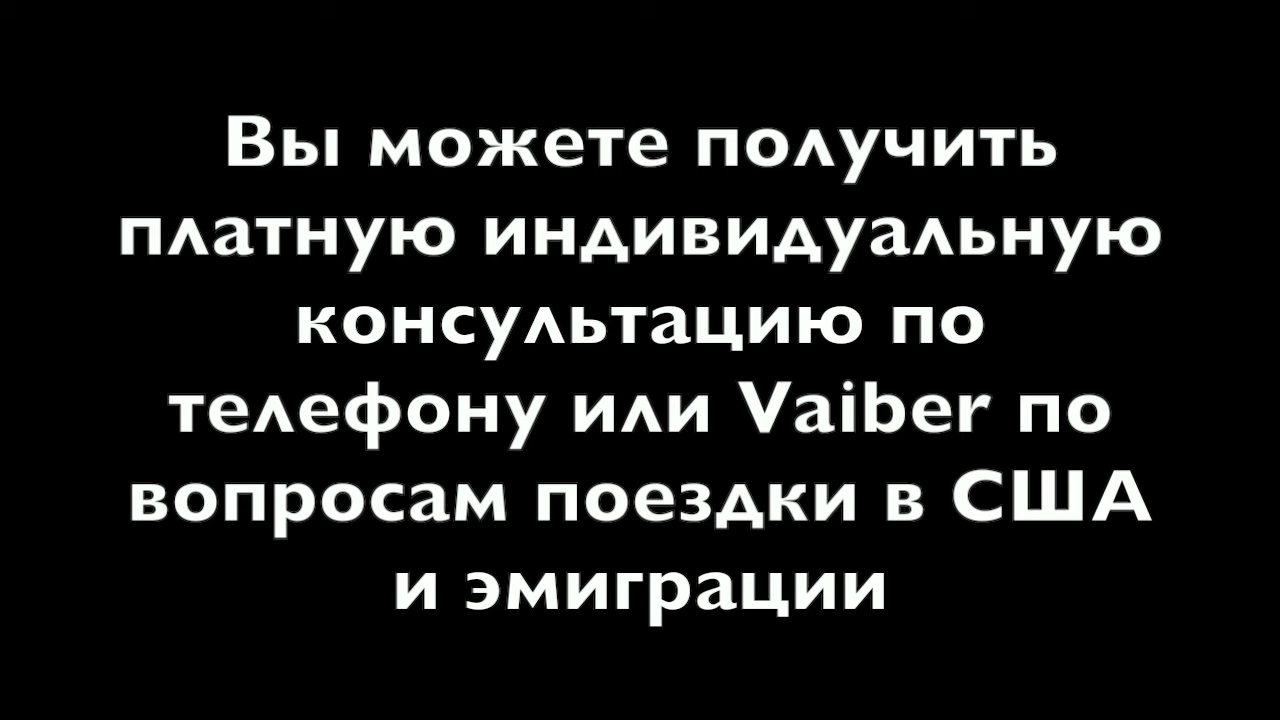 Вы можете получить
платную индивидуальную
консультацию по
телефону или Vaiber по
вопросам поездки в США
и эмиграции